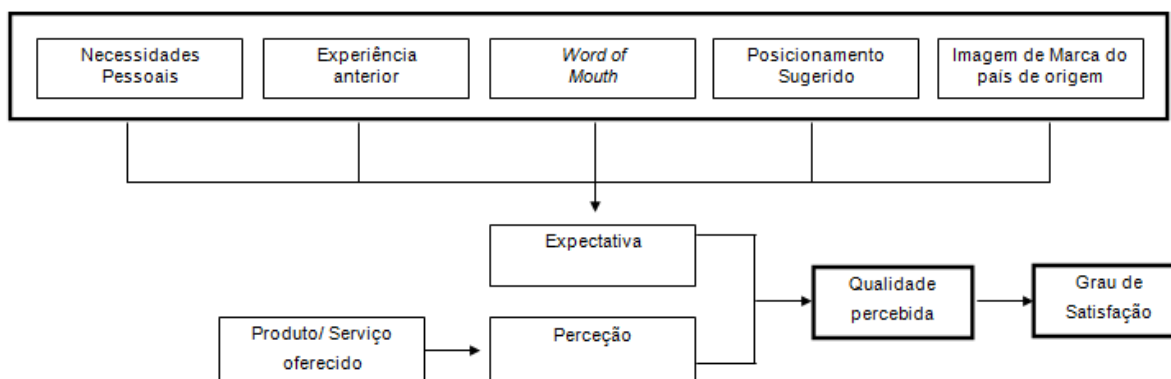 Necessidades
Pessoais
Experiência
anterior
Word of
Mouth
Posicionamento
Sugerido
Imagem de Marca do
país de origem
Expectativa
Qualidade
percebida
Grau de
Satisfação
Produto/ Serviço
oferecido
Perceção